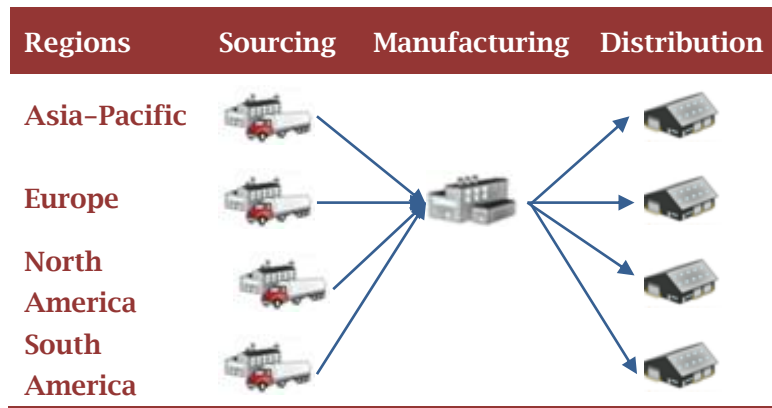 Regions Sourcing Manufacturing Distribution
Asia-Pacific
Europe
North
America
South
America